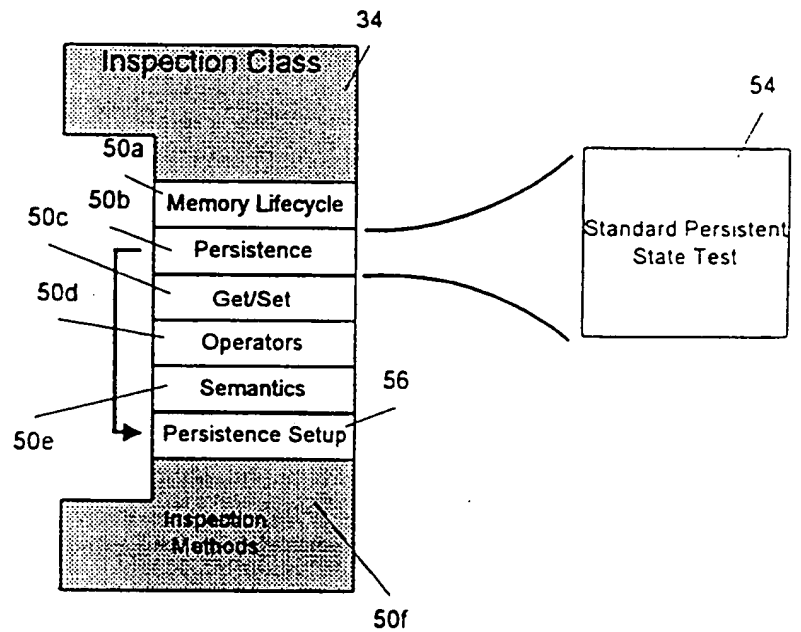 34
Inspection Class
54
50a
Memory Lifecycle
50b
Persistence
50c
Get/Set
50d
Operators
Semantics
56
50e
Persistence Setup
Standard Persistent
State Test
Inspection
Methods
50f